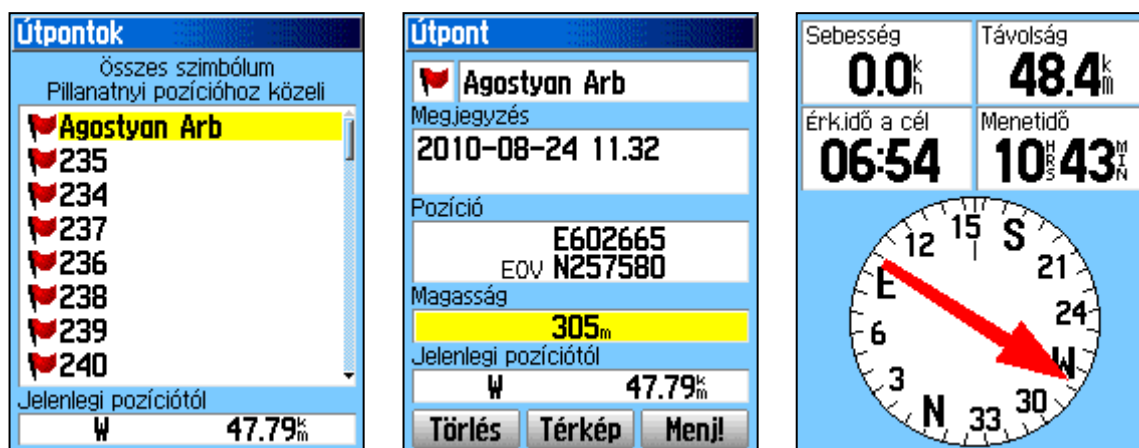 Útpontok
összes szimbólum
Pillanatnyi pozícióhoz közeli
Agostyan Arb
235
234
237
236
238
239
240
Jelenlegi pozíciótól
W 47.79km
Útpont
Agostyan Arb
Megjegyzés
2010-08-24 11.32
Pozíció
E602665
EOV N257580
Magasság
305m
Jelenlegi pozíciótól
W 47.79km
Törlés Térkép Menj!
Sebesség Távolság
0.0kh 48.4km
Érk.idő a cél Menetidő
06:54 10HRS 43MIN
12 15 S 21 24 W 30 33 N 3 6 E